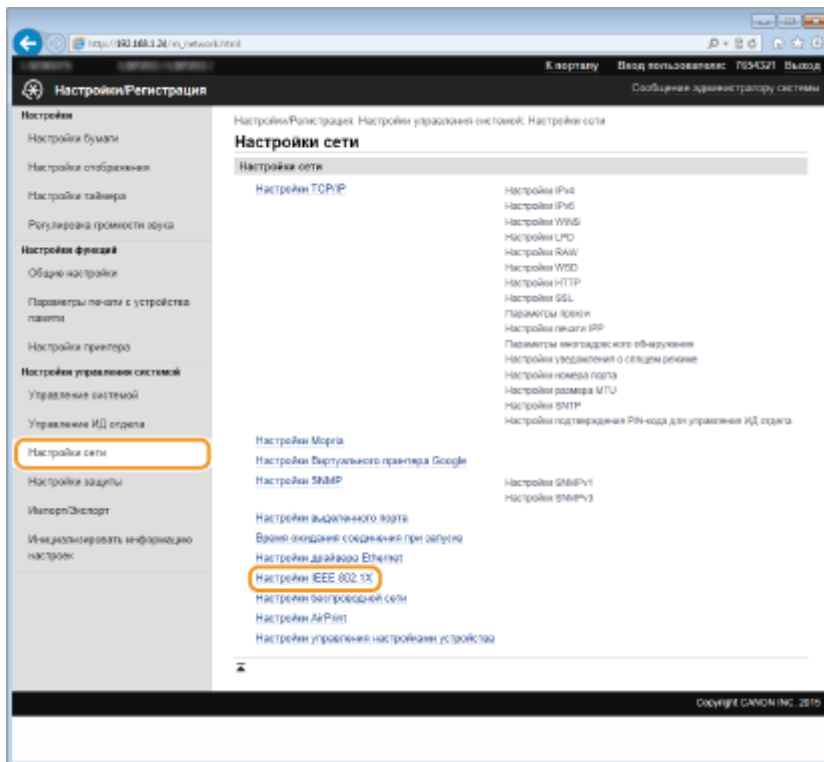 http://192.168.1.24/m_network.html
К порталу Вход пользователя: 7654321 Выход
Настройки/Регистрация
Сообщение администратору системы
Настройки
Настройки бумаги
Настройки отображения
Настройки таймера
Регулировка громкости звука
Настройки функций
Общие настройки
Параметры печати с устройства
памяти
Настройки принтера
Настройки управления системой
Управление системой
Управление ИД отдела
Настройки сети
Настройки защиты
Импорт/Экспорт
Инициализировать информацию
настроек
Настройки/Регистрация: Настройки управления системой: Настройки сети
Настройки сети
Настройки сети
Настройки TCP/IP
Настройки IPv4
Настройки IPv6
Настройки WINS
Настройки LPD
Настройки RAW
Настройки WSD
Настройки HTTP
Настройки SSL
Параметры прокси
Настройки печати IPP
Параметры многоадресного обнаружения
Настройки уведомления о спящем режиме
Настройки номера порта
Настройки размера MTU
Настройки SNTP
Настройки подтверждения PIN-кода для управления ИД отдела
Настройки Mopria
Настройки Виртуального принтера Google
Настройки SNMP
Настройки SNMPv1
Настройки SNMPv3
Настройки выделенного порта
Время ожидания соединения при запуске
Настройки драйвера Ethernet
Настройки IEEE 802.1X
Настройки беспроводной сети
Настройки AirPrint
Настройки управления настройками устройства
Copyright CANON INC. 2015